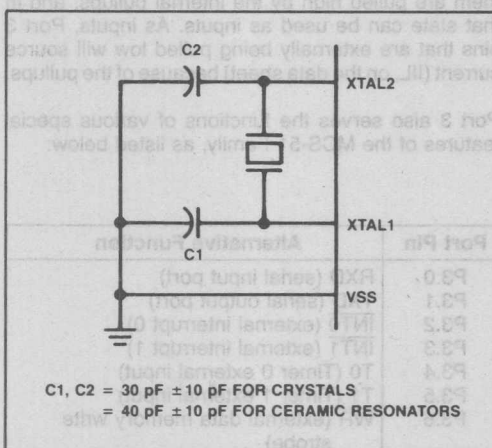 em are pulled high by the internal pullups, and in
hat state can be used as inputs. As inputs, Port 3
ins that are externally being pulled low will source
urrent (IIL, on the data sheet) because of the pullups
C2
XTAL2
Port 3 also serves the functions of various special
features of the MCS-51 Family, as listed below:
XTAL1
C1
Port Pin Alternative Function
P3.0 RXD (serial input port)
VSS
P3.1 TXD (serial output port)
P3.2 INT0 (external interrupt 0)
P3.3 INT1 (external interrupt 1)
P3.4 T0 (Timer 0 external input)
C1, C2 = 30 pF ±10 pF FOR CRYSTALS
P3.5
= 40 pF ±10 pF FOR CERAMIC RESONATORS
P3.6 WR (external data memory write
strobe)